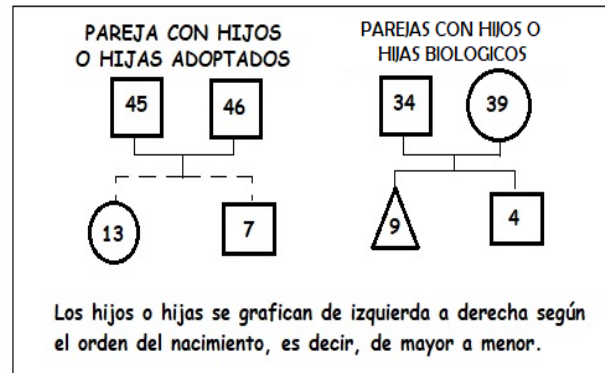 PAREJA CON HIJOS
O HIJAS ADOPTADOS
PAREJAS CON HIJOS O
HIJAS BIOLOGICOS
45
46
34
39
13
7
9
4
Los hijos o hijas se grafican de izquierda a derecha según
el orden del nacimiento, es decir, de mayor a menor.